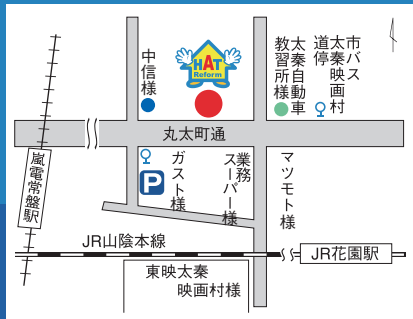 中信様
HAT
Reform
太秦自動車
教習所様
市バス
太秦映画村
道停
丸太町通
嵐電常盤駅
P
ガスト様
業務
スーパー様
マツモト様
JR山陰本線
JR花園駅
東映太秦
映画村様